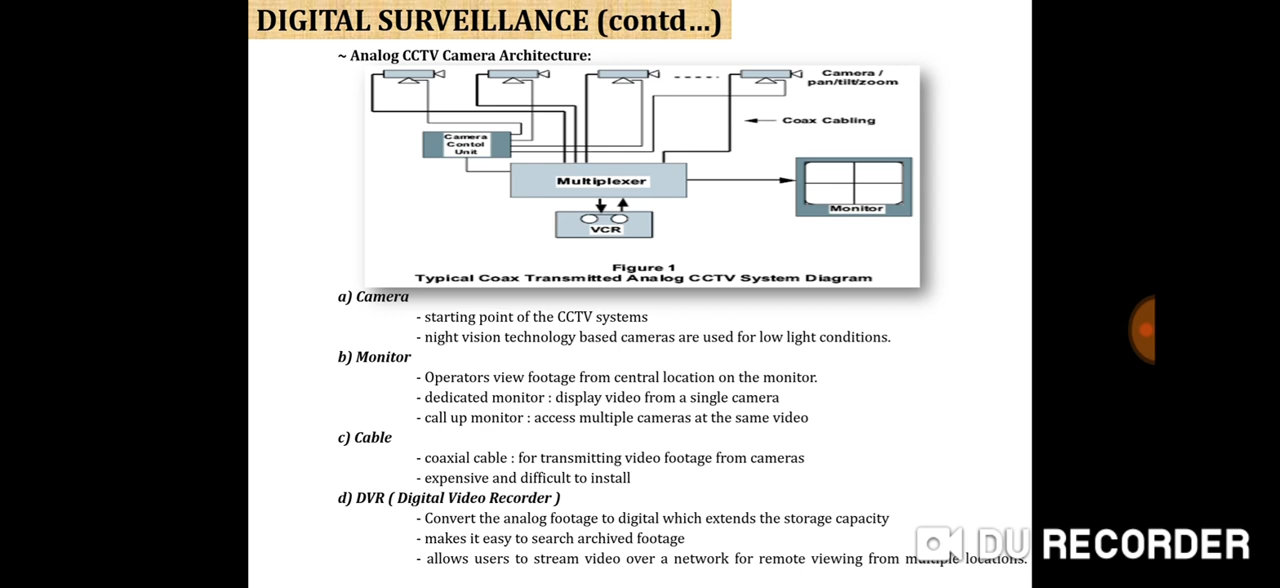 DIGITAL SURVEILLANCE (contd...)
~ Analog CCTV Camera Architecture:
Camera /
pan/tilt/zoom
Coax Cabling
Camera
Contol
Unit
Multiplexer
Monitor
VCR
Figure 1
Typical Coax Transmitted Analog CCTV System Diagram
a) Camera
- starting point of the CCTV systems
- night vision technology based cameras are used for low light conditions.
b) Monitor
- Operators view footage from central location on the monitor.
- dedicated monitor : display video from a single camera
- call up monitor : access multiple cameras at the same video
c) Cable
- coaxial cable : for transmitting video footage from cameras
- expensive and difficult to install
d) DVR ( Digital Video Recorder )
- Convert the analog footage to digital which extends the storage capacity
- makes it easy to search archived footage
- allows users to stream video over a network for remote viewing from multiple locations.
DU RECORDER